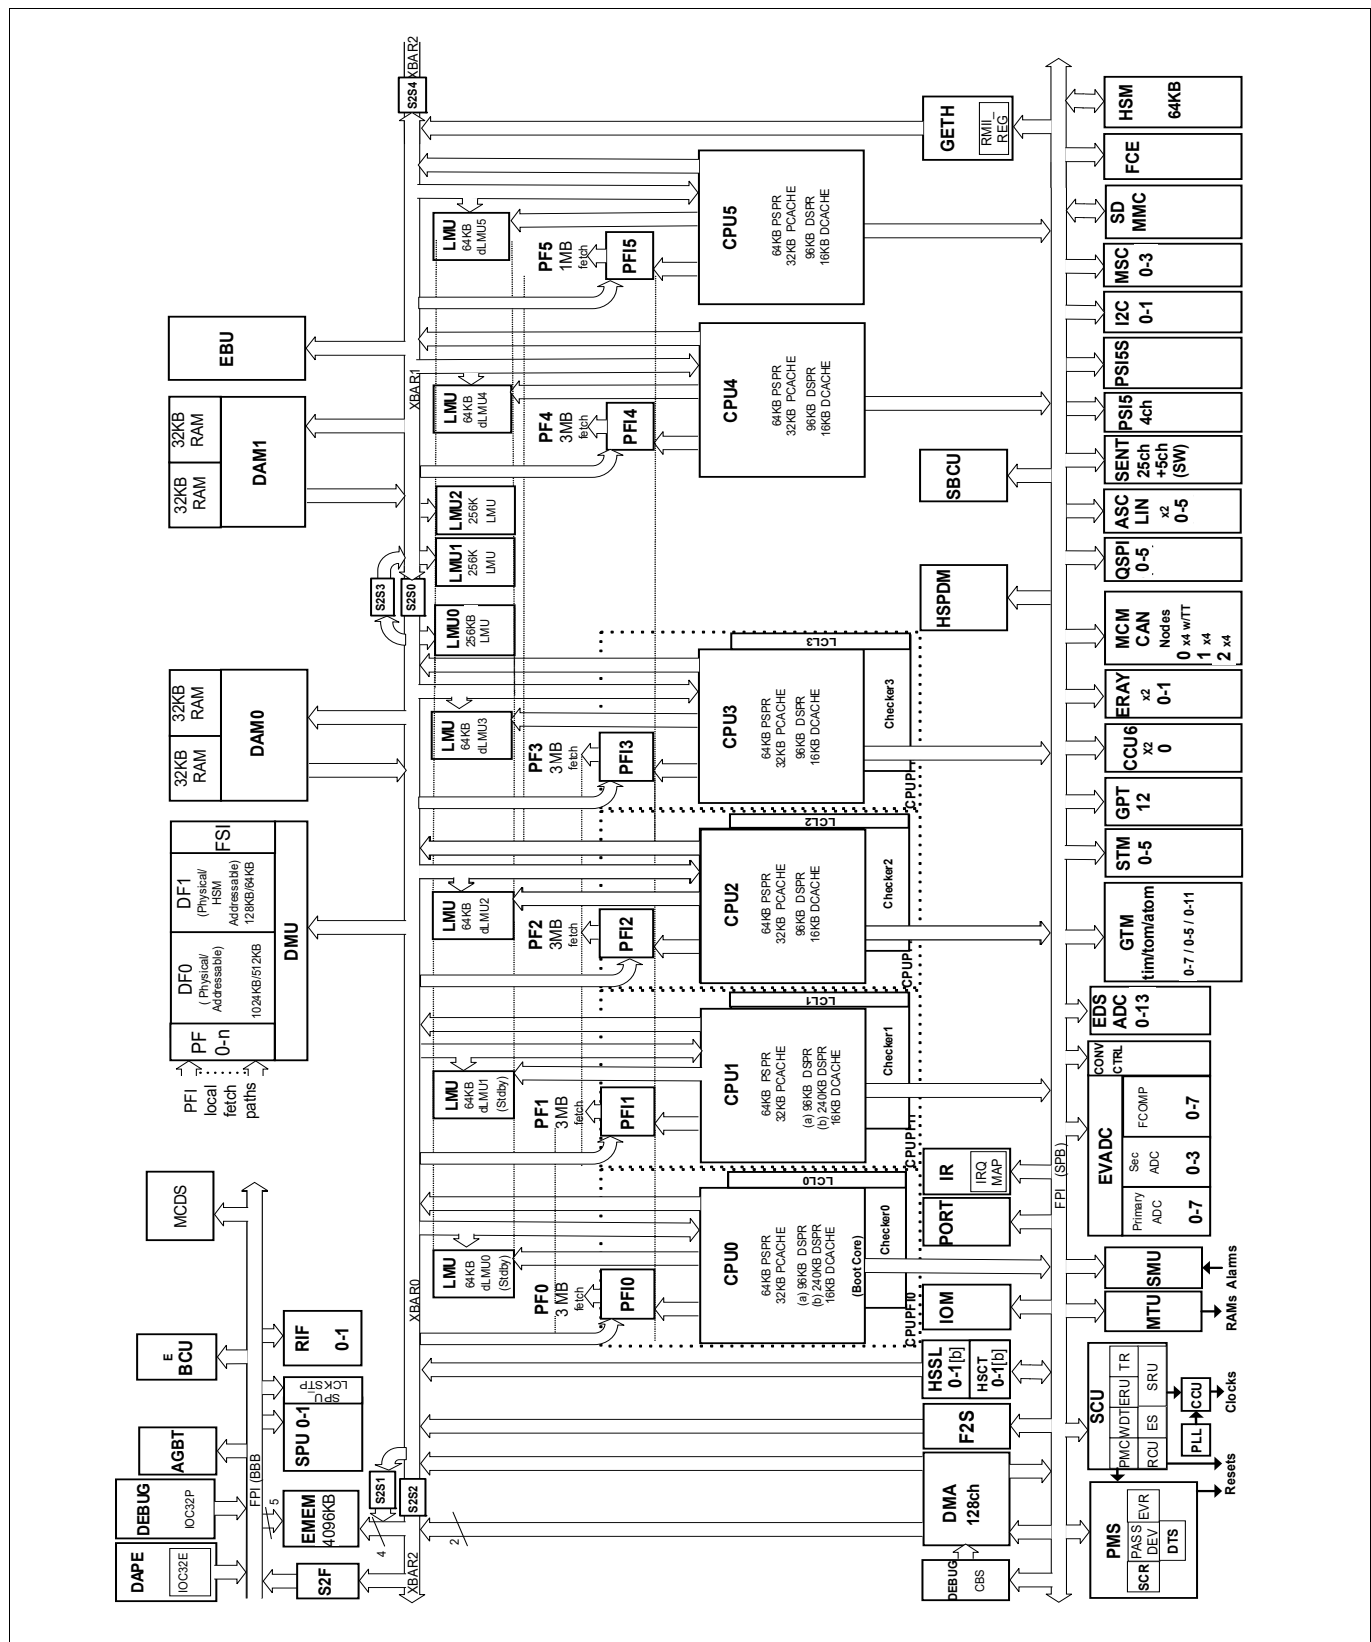 DAPE
IOC32E
DEBUG
IOC32P
AGBT
E
BCU
MCDS
FPI (BBB
5
S2F
EMEM
4096KB
4
SPU 0-1
SPU_
LCKSTP
RIF
0-1
PFI
local
fetch
paths
PF
0-n
DF0
( Physical/
Addressable)
1024KB/512KB
DF1
(Physical/
HSM
Addressable)
128KB/64KB
FSI
DMU
32KB
RAM
32KB
RAM
DAM0
32KB
RAM
32KB
RAM
DAM1
EBU
XBAR2
S2S1
S2S2
XBAR0
S2S3
S2S0
XBAR1
S2S4
XBAR2
2
LMU
64KB
dLMU0
(Stdby)
LMU
64KB
dLMU1
(Stdby)
LMU
64KB
dLMU2
LMU
64KB
dLMU3
LMU0
256KB
LMU
LMU1
256K
LMU
LMU2
256K
LMU
LMU
64KB
dLMU4
LMU
64KB
dLMU5
PF0
3 MB
fetch
PFI0
PF1
3MB
fetch
PFI1
PF2
3MB
fetch
PFI2
PF3
3MB
fetch
PFI3
PF4
3MB
fetch
PFI4
PF5
1MB
fetch
PFI5
CPU0
64KB PSPR
32KB PCACHE
(a) 96KB DSPR
(b) 240KB DSPR
16KB DCACHE
(Boot Core)
LCL0
Checker0
CPUPFI0
CPU1
64KB PSPR
32KB PCACHE
(a) 96KB DSPR
(b) 240KB DSPR
16KB DCACHE
LCL1
Checker1
CPUPFI
CPU2
64KB PSPR
32KB PCACHE
96KB DSPR
16KB DCACHE
LCL2
Checker2
CPUPFI
CPU3
64KB PSPR
32KB PCACHE
96KB DSPR
16KB DCACHE
LCL3
Checker3
CPUPFI
CPU4
64KB PSPR
32KB PCACHE
96KB DSPR
16KB DCACHE
CPU5
64KB PSPR
32KB PCACHE
96KB DSPR
16KB DCACHE
DEBUG
CBS
DMA
128ch
F2S
HSSL
0-1[b]
HSCT
0-1[b]
IOM
PORT
IR
IRQ
MAP
HSPDM
SBCU
GETH
RMII_
REG
FPI (SPB)
PMS
SCR
PASS
DEV
EVR
DTS
SCU
PMC
WDT
ERU
TR
RCU
ES
SRU
PLL
CCU
Resets
Clocks
MTU
SMU
RAMs
Alarms
EVADC
Primary
ADC
0-7
Sec
ADC
0-3
FCOMP
0-7
CONV
CTRL
EDS
ADC
0-13
GTM
tim/tom/atom
0-7 / 0-5 / 0-11
STM
0-5
GPT
12
CCU6
x2
0
ERAY
x2
0-1
MCM
CAN
Nodes
0 x4 w/TT
1 x4
2 x4
QSPI
0-5
ASC
LIN
x2
0-5
SENT
25ch
+5ch
(SW)
PSI5
4ch
PSI5S
I2C
0-1
MSC
0-3
SD
MMC
FCE
HSM
64KB